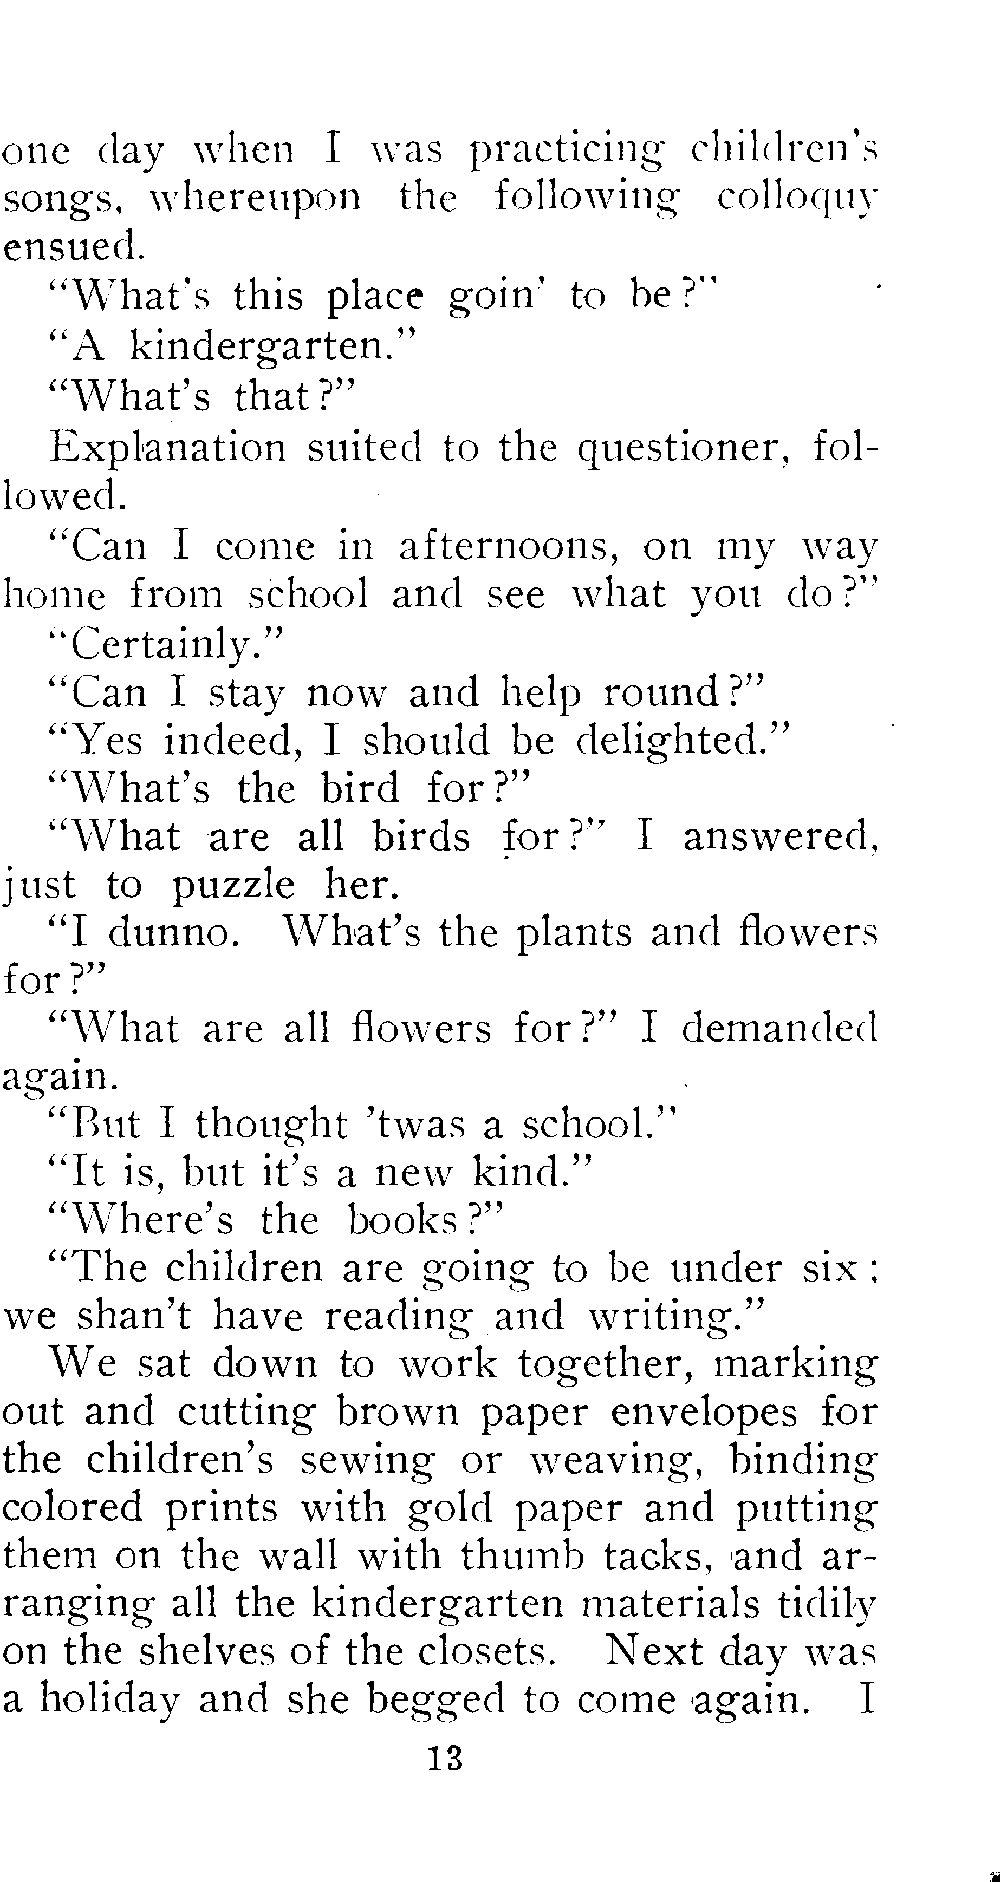 one day when I was practicing children's
songs, whereupon the following colloquy
ensued.
“What's this place goin' to be?”
“A kindergarten.”
“What's that?”
Explanation suited to the questioner, fol-
lowed.
“Can I come in afternoons, on my way
home from school and see what you do?”
“Certainly.”
“Can I stay now and help round?”
“Yes indeed, I should be delighted.”
“What's the bird for?”
“What are all birds for?” I answered,
just to puzzle her.
“I dunno. What's the plants and flowers
for?”
“What are all flowers for?” I demanded
again.
“But I thought 'twas a school.”
“It is, but it's a new kind.”
“Where's the books?”
“The children are going to be under six;
we shan't have reading and writing.”
We sat down to work together, marking
out and cutting brown paper envelopes for
the children's sewing or weaving, binding
colored prints with gold paper and putting
them on the wall with thumb tacks, and ar-
ranging all the kindergarten materials tidily
on the shelves of the closets. Next day was
a holiday and she begged to come again. I
13